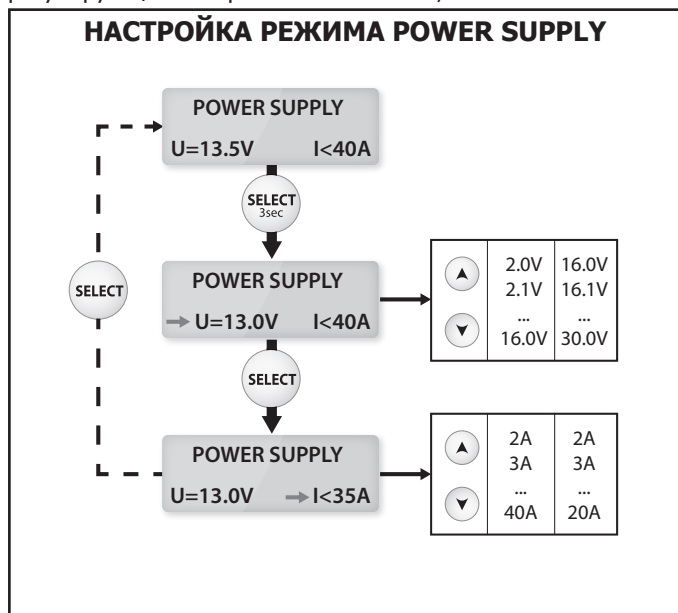 НАСТРОЙКА РЕЖИМА POWER SUPPLY
POWER SUPPLY
U=13.5V I<40A
SELECT
3sec
POWER SUPPLY
U=13.0V I<40A
2.0V 16.0V
2.1V 16.1V
... ...
16.0V 30.0V
SELECT
SELECT
POWER SUPPLY
U=13.0V I<35A
2A 2A
3A 3A
... ...
40A 20A